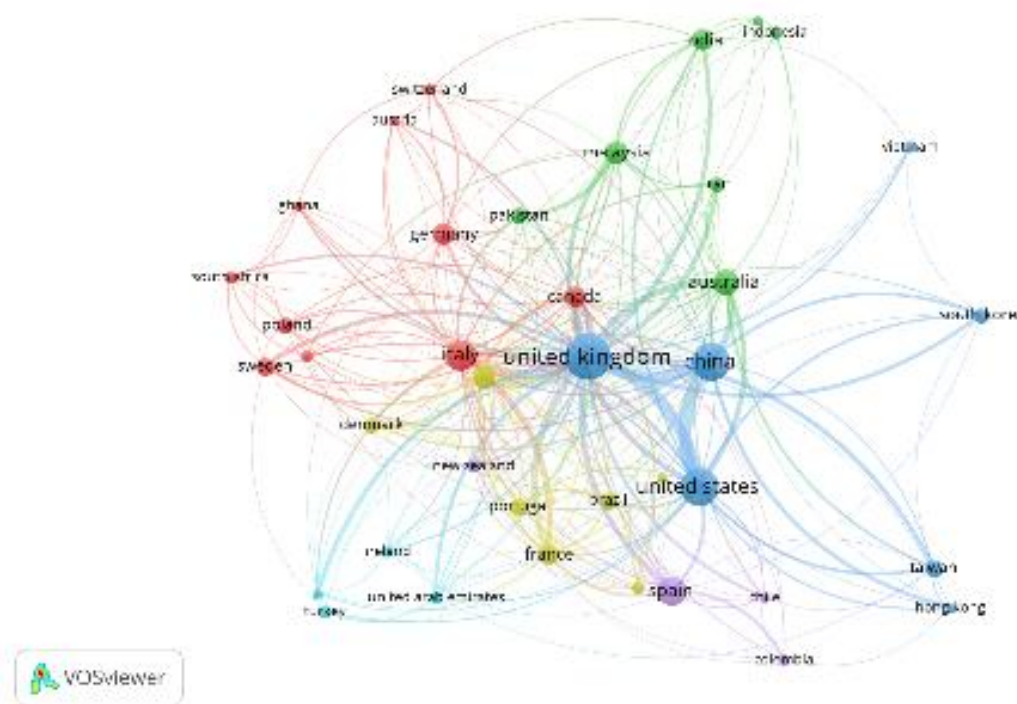 indonesia
india
switzerland
austria
vietnam
malaysia
iran
ghana
pakistan
germany
south africa
australia
canada
poland
south korea
italy
united kingdom
china
sweden
denmark
new zealand
united states
portugal
brazil
ireland
france
taiwan
spain
chile
united arab emirates
turkey
hong kong
colombia
VOSviewer